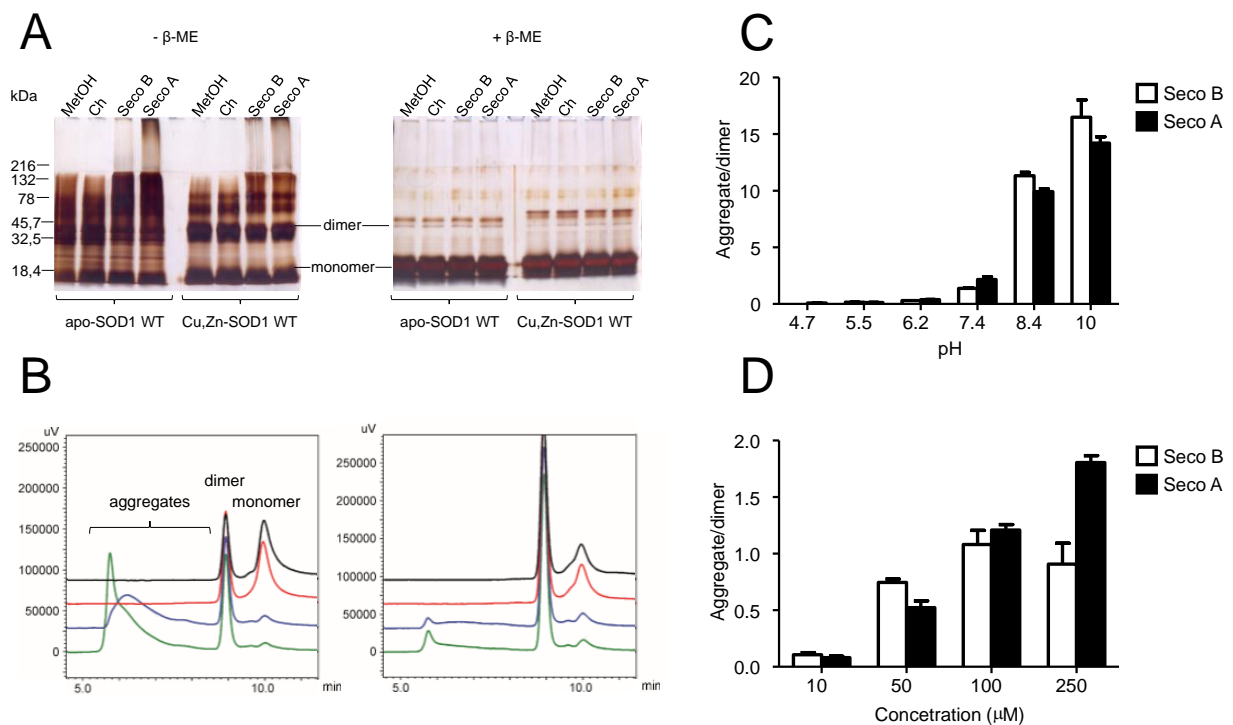 A
- β-ME
+ β-ME
kDa
MetOH
Ch
Seco B
Seco A
MetOH
Ch
Seco B
Seco A
MetOH
Ch
Seco B
Seco A
MetOH
Ch
Seco B
Seco A
216
132
78
45,7
32,5
18,4
dimer
monomer
apo-SOD1 WT
Cu,Zn-SOD1 WT
apo-SOD1 WT
Cu,Zn-SOD1 WT
B
uV
250000
200000
150000
100000
50000
0
aggregates
dimer
monomer
5.0
10.0
min
uV
250000
200000
150000
100000
50000
0
5.0
10.0
min
C
Aggregate/dimer
20
15
10
5
0
4.7
5.5
6.2
7.4
8.4
10
pH
Seco B
Seco A
D
Aggregate/dimer
2.0
1.5
1.0
0.5
0.0
10
50
100
250
Concetration (μM)
Seco B
Seco A